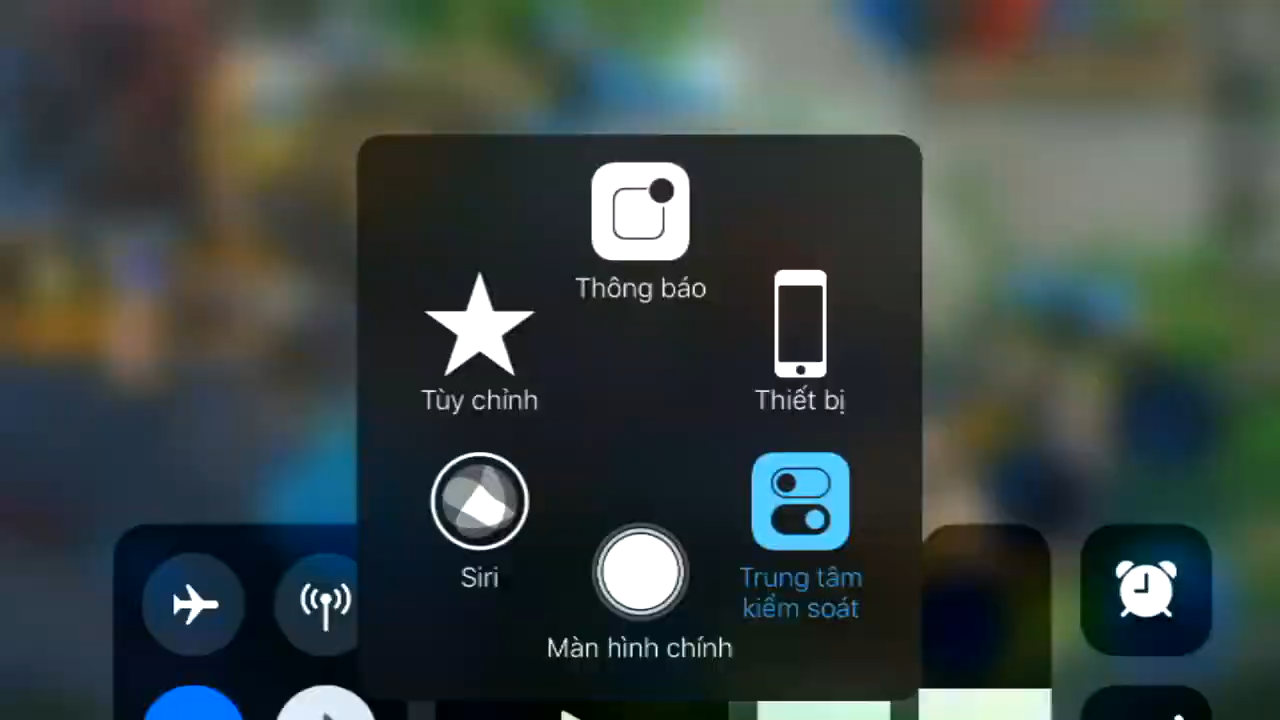 Thông báo
Tùy chỉnh
Thiết bị
Siri
Trung tâm
kiểm soát
Màn hình chính